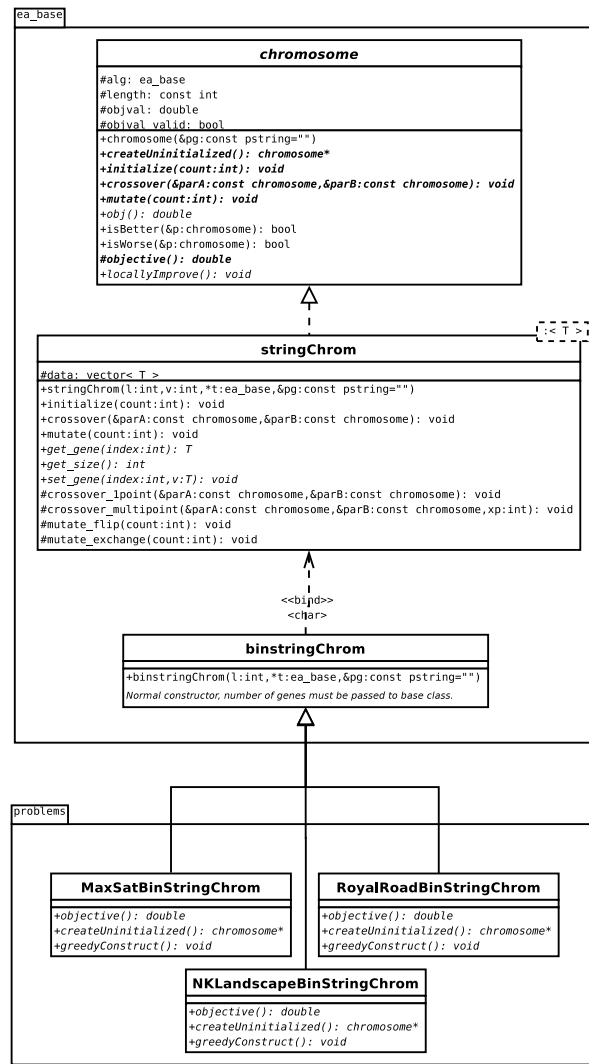 ea_base
chromosome
#alg: ea_base
#length: const int
#objval: double
#objval_valid: bool
+chromosome(&pg:const pstring="")
+createUninitialized(): chromosome*
+initialize(count:int): void
+crossover(&parA:const chromosome,&parB:const chromosome): void
+mutate(count:int): void
+obj(): double
+isBetter(&p:chromosome): bool
+isWorse(&p:chromosome): bool
#objective(): double
+locallyImprove(): void
:< T >
stringChrom
#data: vector< T >
+stringChrom(l:int,v:int,*t:ea_base,&pg:const pstring="")
+initialize(count:int): void
+crossover(&parA:const chromosome,&parB:const chromosome): void
+mutate(count:int): void
+get_gene(index:int): T
+get_size(): int
+set_gene(index:int,v:T): void
#crossover_1point(&parA:const chromosome,&parB:const chromosome): void
#crossover_multipoint(&parA:const chromosome,&parB:const chromosome,xp:int): void
#mutate_flip(count:int): void
#mutate_exchange(count:int): void
<<bind>>
<char>
binstringChrom
+binstringChrom(l:int,*t:ea_base,&pg:const pstring="")
Normal constructor, number of genes must be passed to base class.
problems
MaxSatBinStringChrom
+objective(): double
+createUninitialized(): chromosome*
+greedyConstruct(): void
RoyalRoadBinStringChrom
+objective(): double
+createUninitialized(): chromosome*
+greedyConstruct(): void
NKLandscapeBinStringChrom
+objective(): double
+createUninitialized(): chromosome*
+greedyConstruct(): void